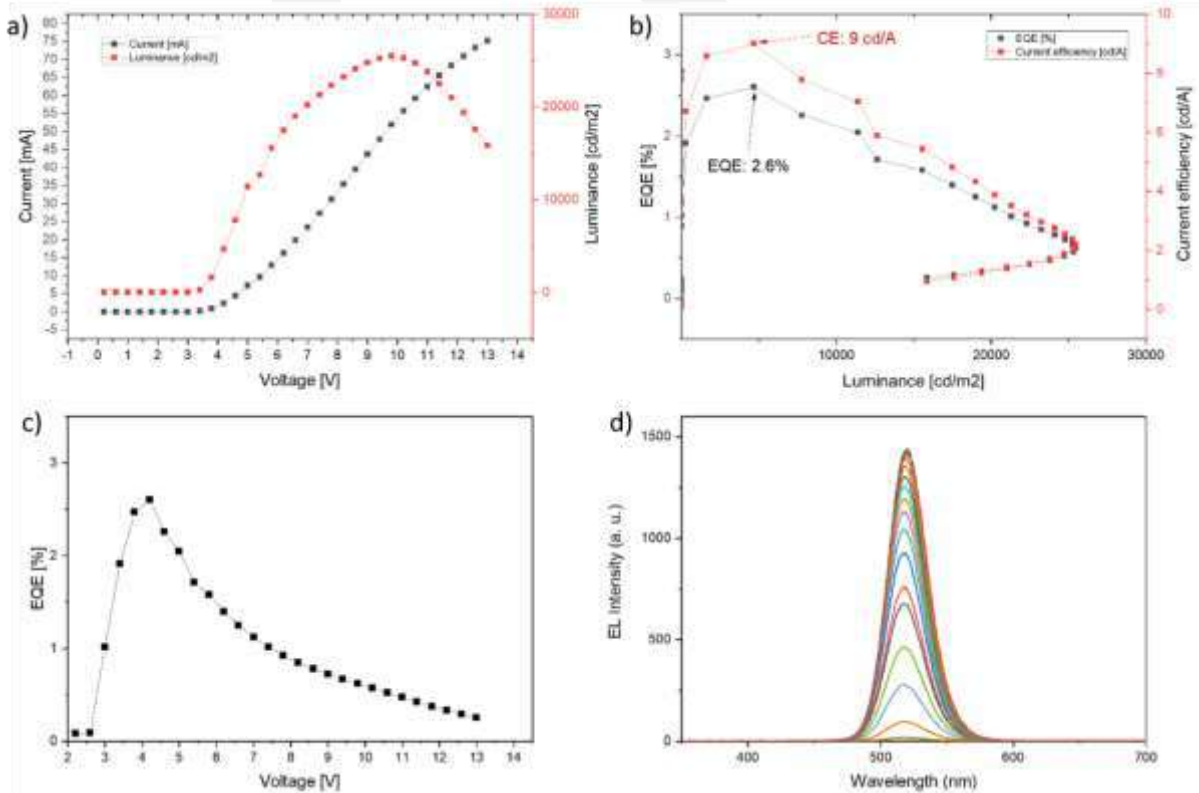 a)
Current [mA]
Luminance [cd/m2]
80
75
70
65
60
55
50
45
40
35
30
25
20
15
10
5
0
-5
Current [mA]
30000
20000
10000
0
Luminance [cd/m2]
-1 0 1 2 3 4 5 6 7 8 9 10 11 12 13 14
Voltage [V]
b)
CE: 9 cd/A
EQE [%]
Current efficiency [cd/A]
EQE: 2.6%
3
2
1
0
EQE [%]
10
8
6
4
2
0
Current efficiency [cd/A]
10000 20000 30000
Luminance [cd/m2]
c)
3
2
1
0
EQE [%]
2 3 4 5 6 7 8 9 10 11 12 13 14
Voltage [V]
d)
1500
1000
500
0
EL Intensity (a. u.)
400 500 600 700
Wavelength (nm)